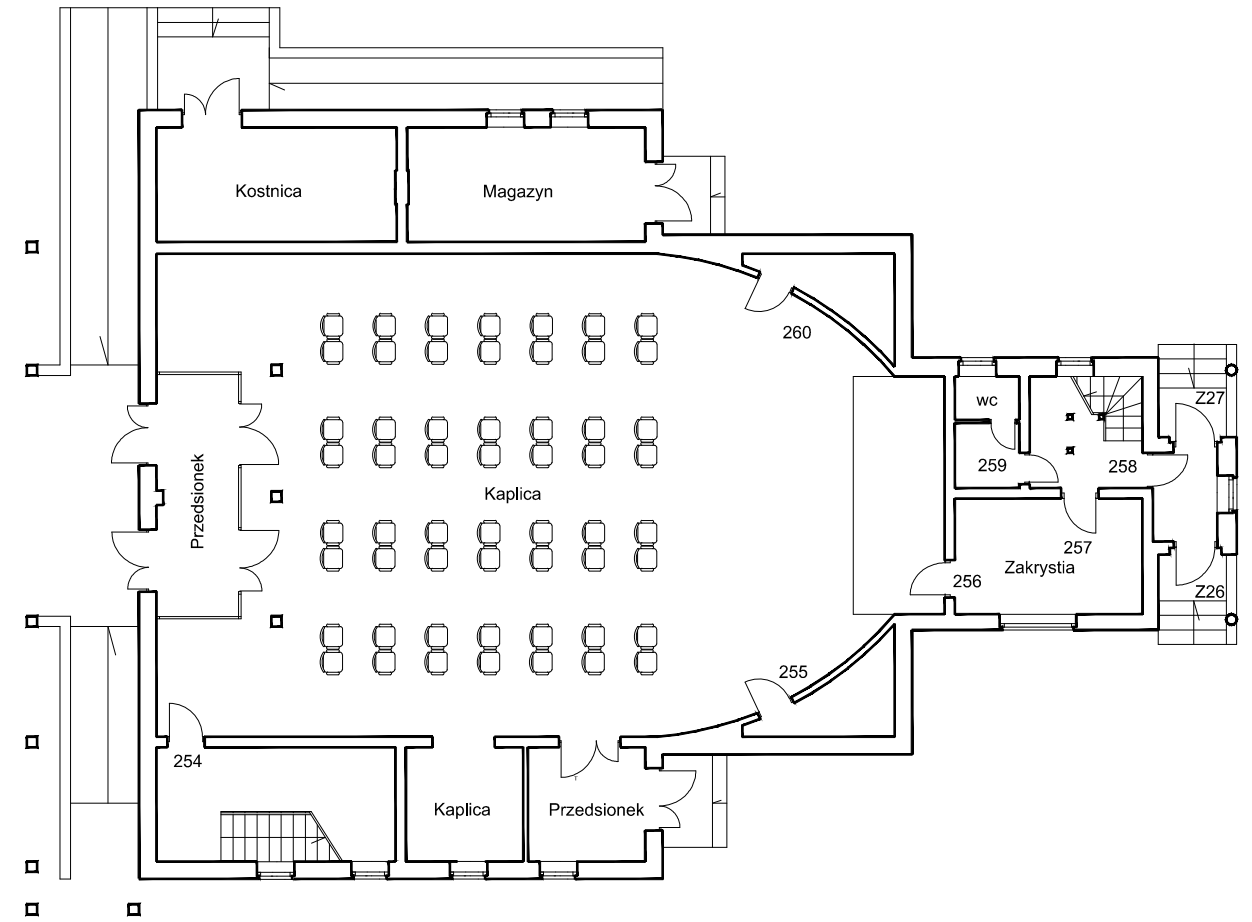 Kostnica
Magazyn
260
wc
Z27
259
258
Przedsionek
Kaplica
257
Zakrystia
256
Z26
255
254
Kaplica
Przedsionek